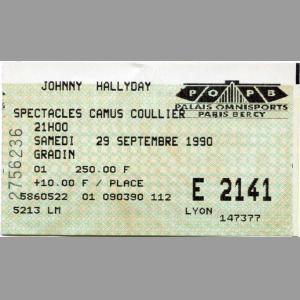 JOHNNY HALLYDAY
POPB
PALAIS OMNISPORTS
PARIS BERCY
SPECTACLES CAMUS COULLIER
21H00
SAMEDI 29 SEPTEMBRE 1990
GRADIN
01 250.00 F
+10.00 F / PLACE
5860522 01 090390 112
5213 LM
E 2141
LYON 147377
2756236